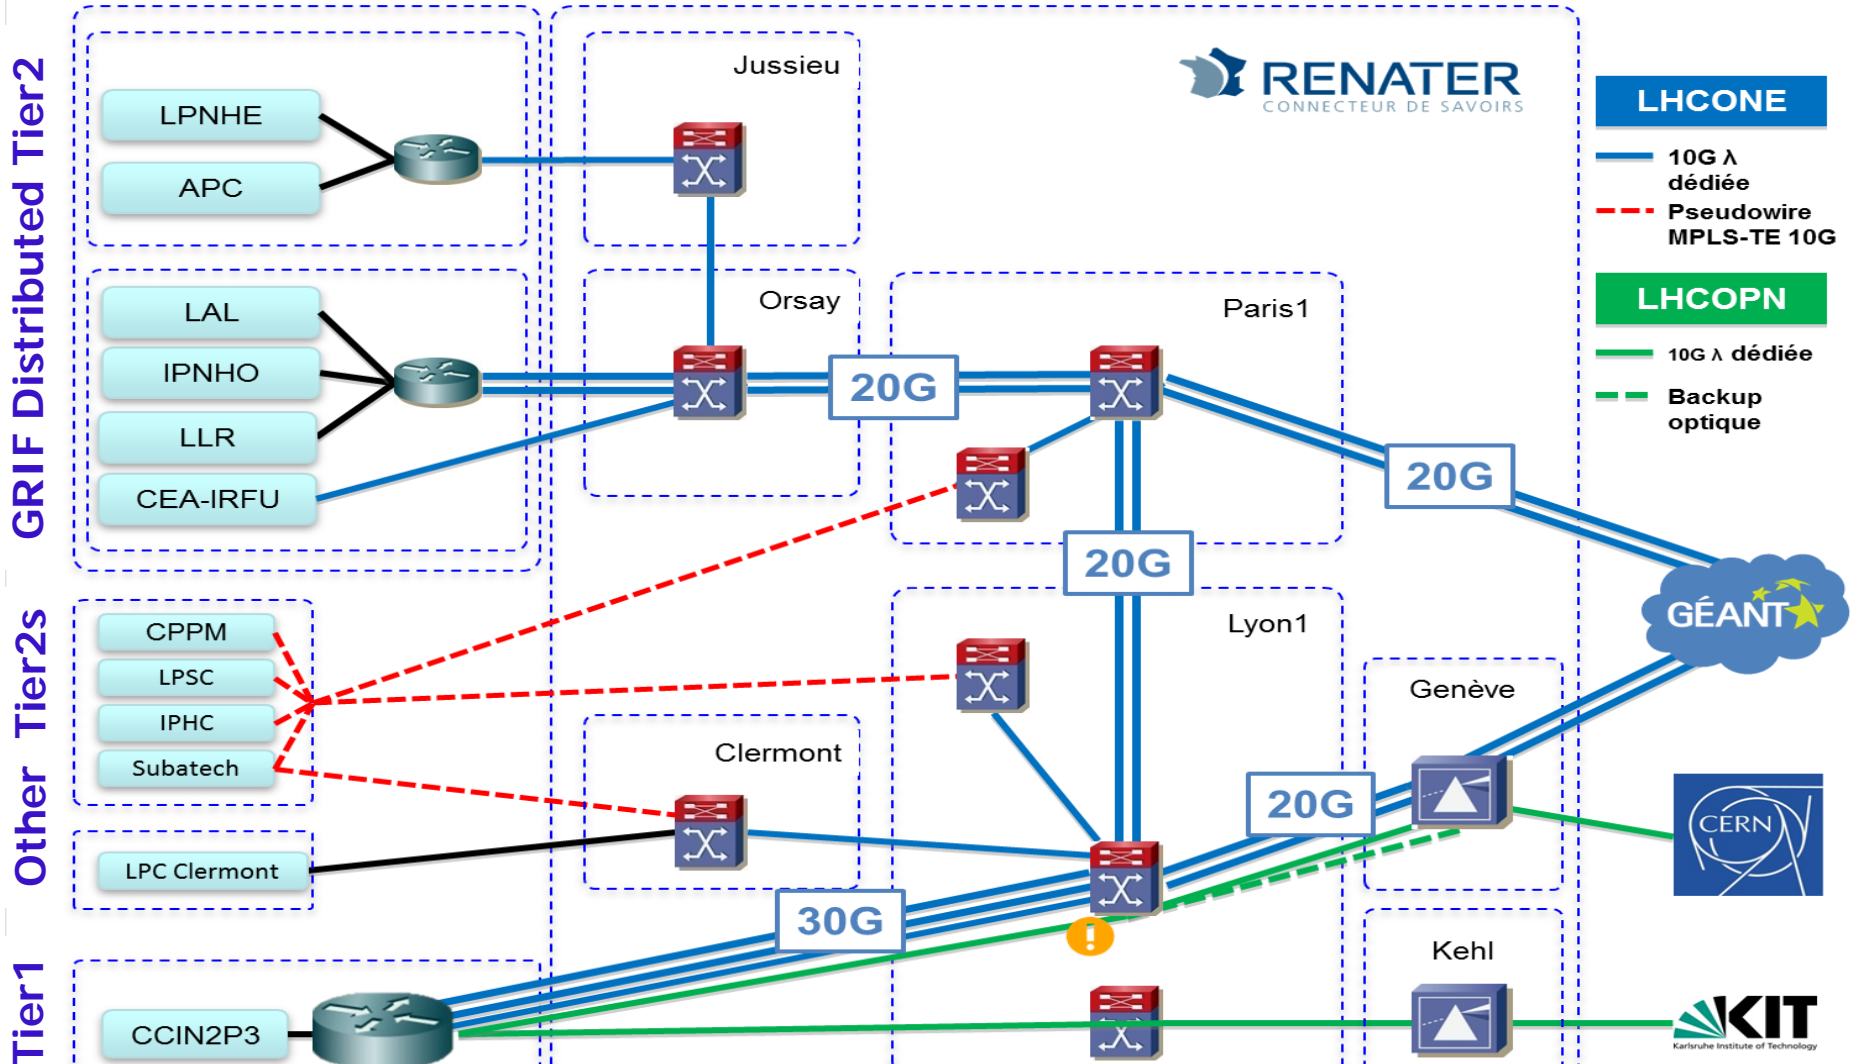 GRIF Distributed Tier2
LPNHE
APC
LAL
IPNHO
LLR
CEA-IRFU
Other Tier2s
CPPM
LPSC
IPHC
Subatech
LPC Clermont
Tier1
CCIN2P3
Jussieu
Orsay
20G
Paris1
20G
20G
Lyon1
Clermont
Genève
20G
30G
Kehl
RENATER
CONNECTEUR DE SAVOIRS
LHCONE
10G λ
dédiée
Pseudowire
MPLS-TE 10G
LHCOPN
10G λ dédiée
Backup
optique
GÉANT
CERN
KIT
Karlsruhe Institute of Technology